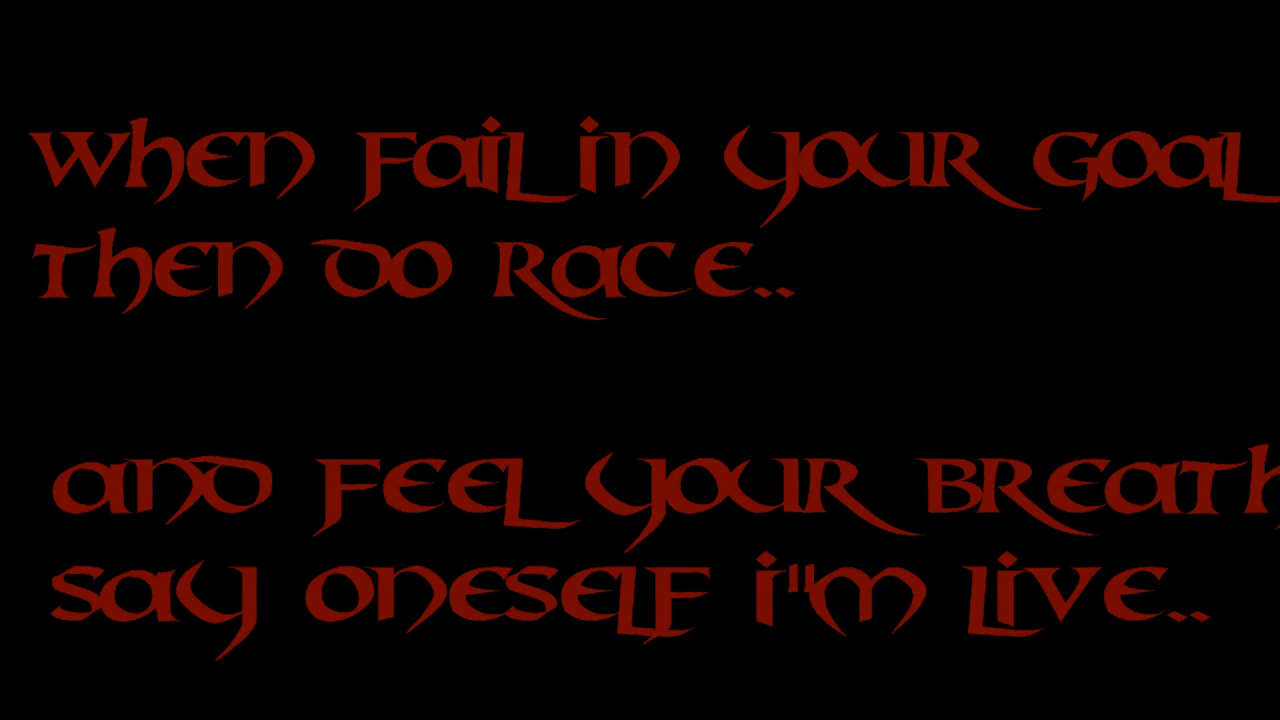 When fail in your goal
Then do race..
and feel your breath
say oneself i"m live..